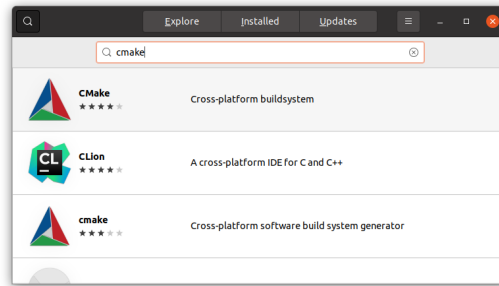 Explore Installed Updates
cmake
CMake
Cross-platform buildsystem
CL
CLion
A cross-platform IDE for C and C++
cmake
Cross-platform software build system generator